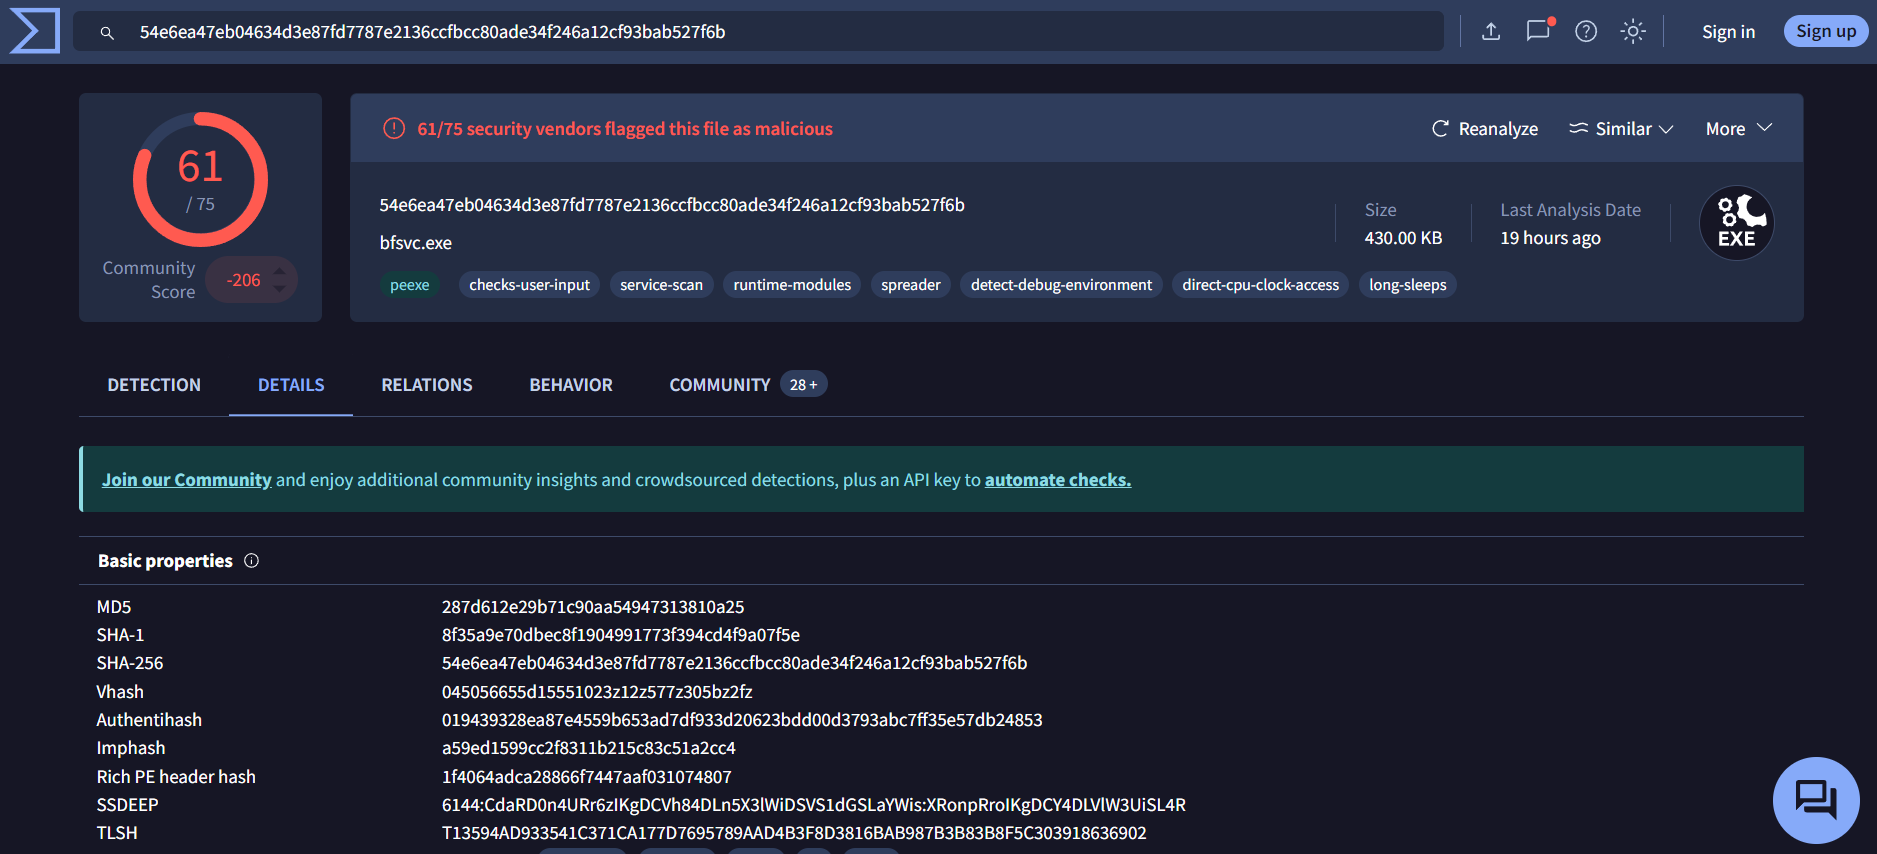 54e6ea47eb04634d3e87fd7787e2136ccfbcc80ade34f246a12cf93bab527f6b
Sign in
Sign up
61
/ 75
Community Score
-206
61/75 security vendors flagged this file as malicious
Reanalyze
Similar
More
54e6ea47eb04634d3e87fd7787e2136ccfbcc80ade34f246a12cf93bab527f6b
bfsvc.exe
Size
430.00 KB
Last Analysis Date
19 hours ago
EXE
peexe checks-user-input service-scan runtime-modules spreader detect-debug-environment direct-cpu-clock-access long-sleeps
DETECTION DETAILS RELATIONS BEHAVIOR COMMUNITY 28 +
Join our Community and enjoy additional community insights and crowdsourced detections, plus an API key to automate checks.
Basic properties
MD5 287d612e29b71c90aa54947313810a25
SHA-1 8f35a9e70dbec8f1904991773f394cd4f9a07f5e
SHA-256 54e6ea47eb04634d3e87fd7787e2136ccfbcc80ade34f246a12cf93bab527f6b
Vhash 045056655d15551023z12z577z305bz2fz
Authentihash 019439328ea87e4559b653ad7df933d20623bdd00d3793abc7ff35e57db24853
Imphash a59ed1599cc2f8311b215c83c51a2cc4
Rich PE header hash 1f4064adca28866f7447aaf031074807
SSDEEP 6144:CdaRD0n4URr6zIKgDCVh84DLn5X3lWiDSVS1dGSLaYWis:XRonpRroIKgDCY4DLVlW3UiSL4R
TLSH T13594AD933541C371CA177D7695789AAD4B3F8D3816BAB987B3B83B8F5C303918636902